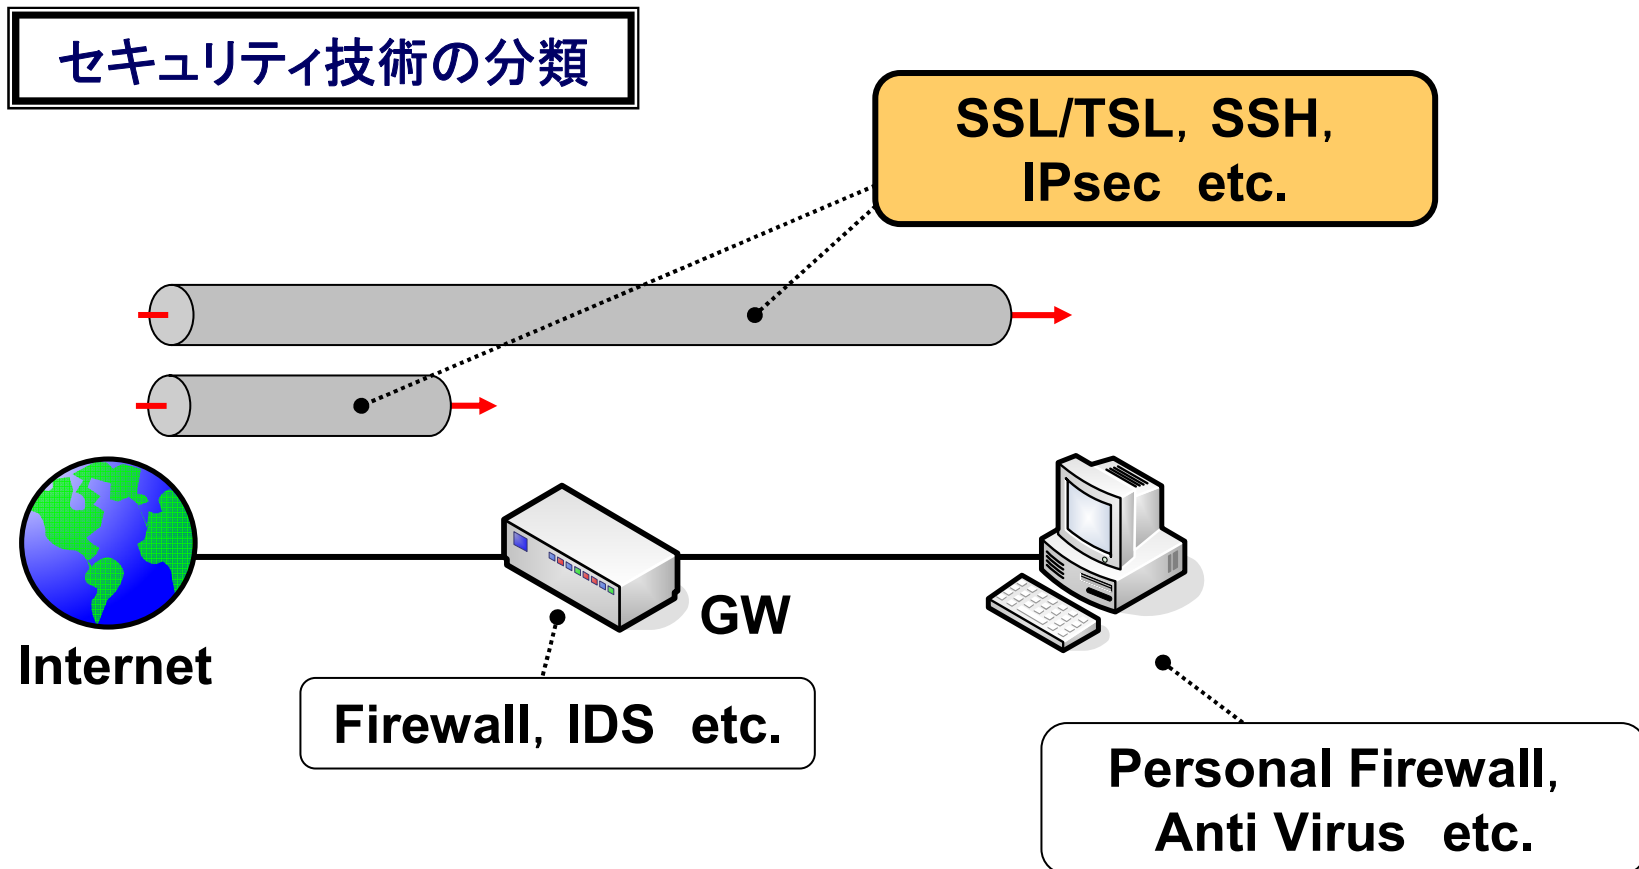 セキュリティ技術の分類
SSL/TSL, SSH,
IPsec etc.
GW
Internet
Firewall, IDS etc.
Personal Firewall,
Anti Virus etc.